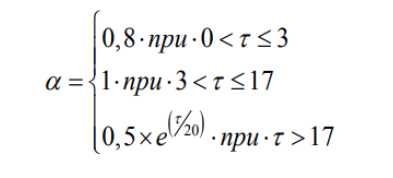 0,8·при·0<τ≤3
α = { 1·при·3<τ≤17
0,5×e^(τ/20)·при·τ>17